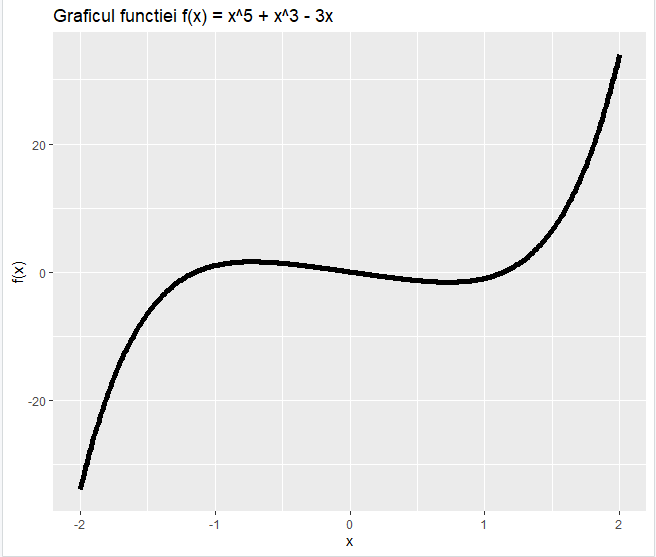 Graficul functiei f(x) = x^5 + x^3 - 3x
f(x)
20
0
-20
-2
-1
0
1
2
x